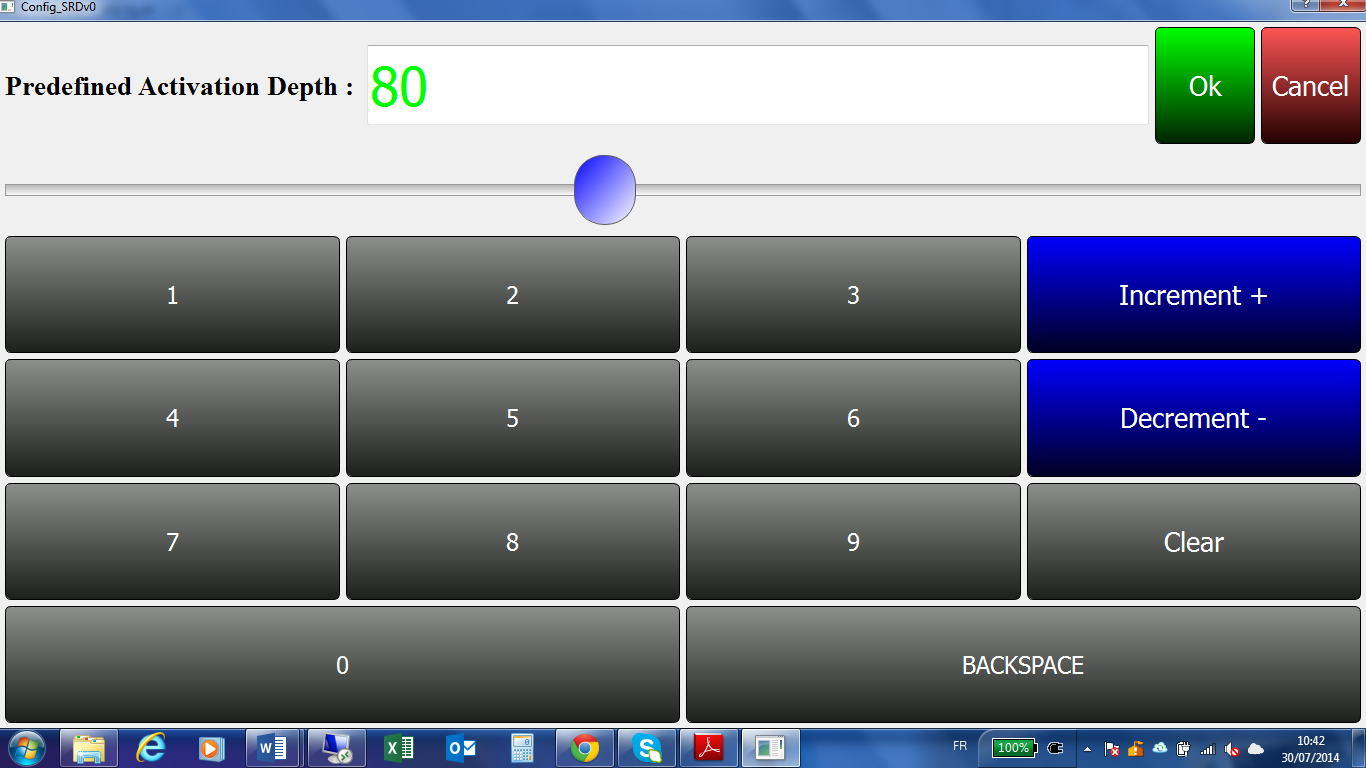 Config_SRDv0
?
Predefined Activation Depth :
80
Ok
Cancel
1
2
3
Increment +
4
5
6
Decrement -
7
8
9
Clear
0
BACKSPACE
FR
100%
10:42
30/07/2014